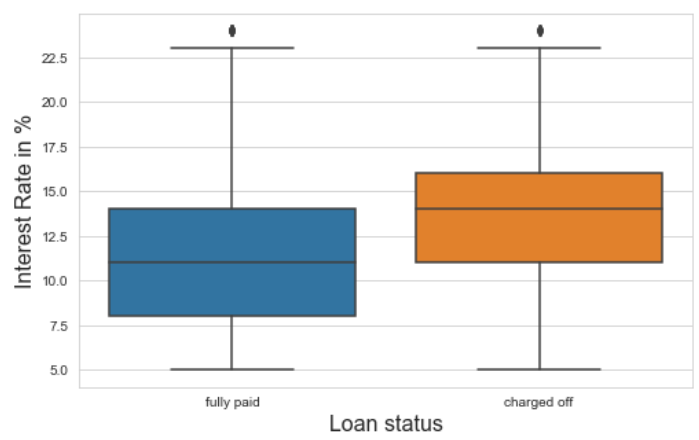 Interest Rate in %
22.5
20.0
17.5
15.0
12.5
10.0
7.5
5.0
fully paid
charged off
Loan status